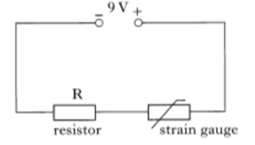 − 9 V +
R
resistor
strain gauge